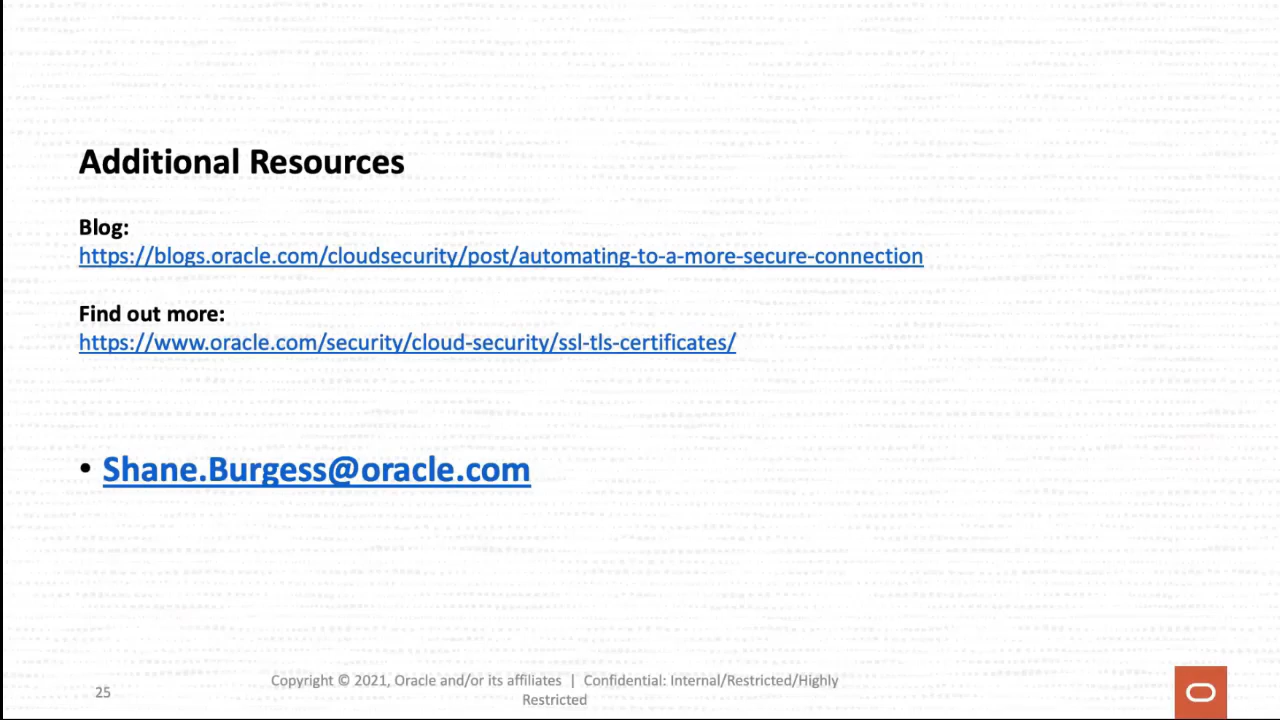 Additional Resources
Blog:
https://blogs.oracle.com/cloudsecurity/post/automating-to-a-more-secure-connection
Find out more:
https://www.oracle.com/security/cloud-security/ssl-tls-certificates/
• Shane.Burgess@oracle.com
25
Copyright © 2021, Oracle and/or its affiliates | Confidential: Internal/Restricted/Highly
Restricted